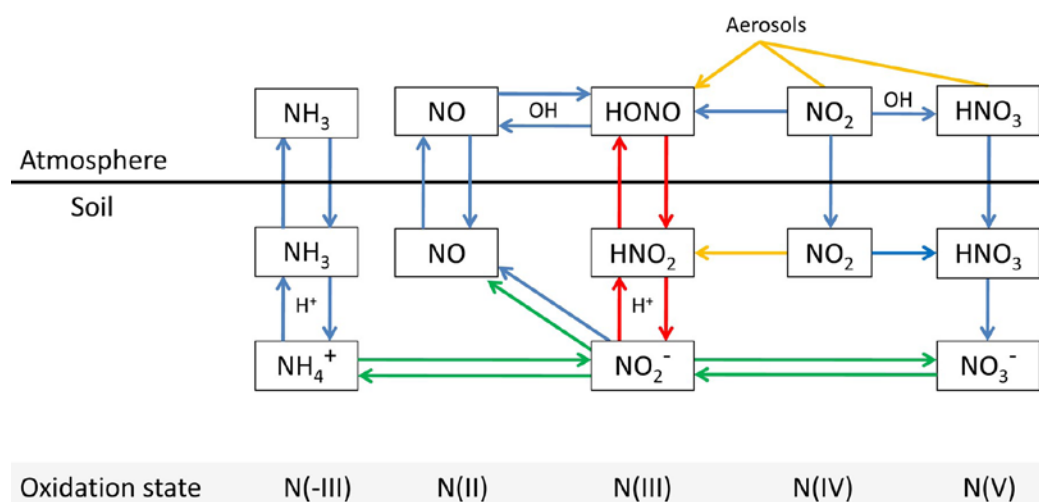 Aerosols
NH₃ NO OH HONO NO₂ OH HNO₃
Atmosphere
Soil
NH₃ NO HNO₂ NO₂ HNO₃
H⁺ H⁺
NH₄⁺ NO₂⁻ NO₃⁻
Oxidation state N(-III) N(II) N(III) N(IV) N(V)